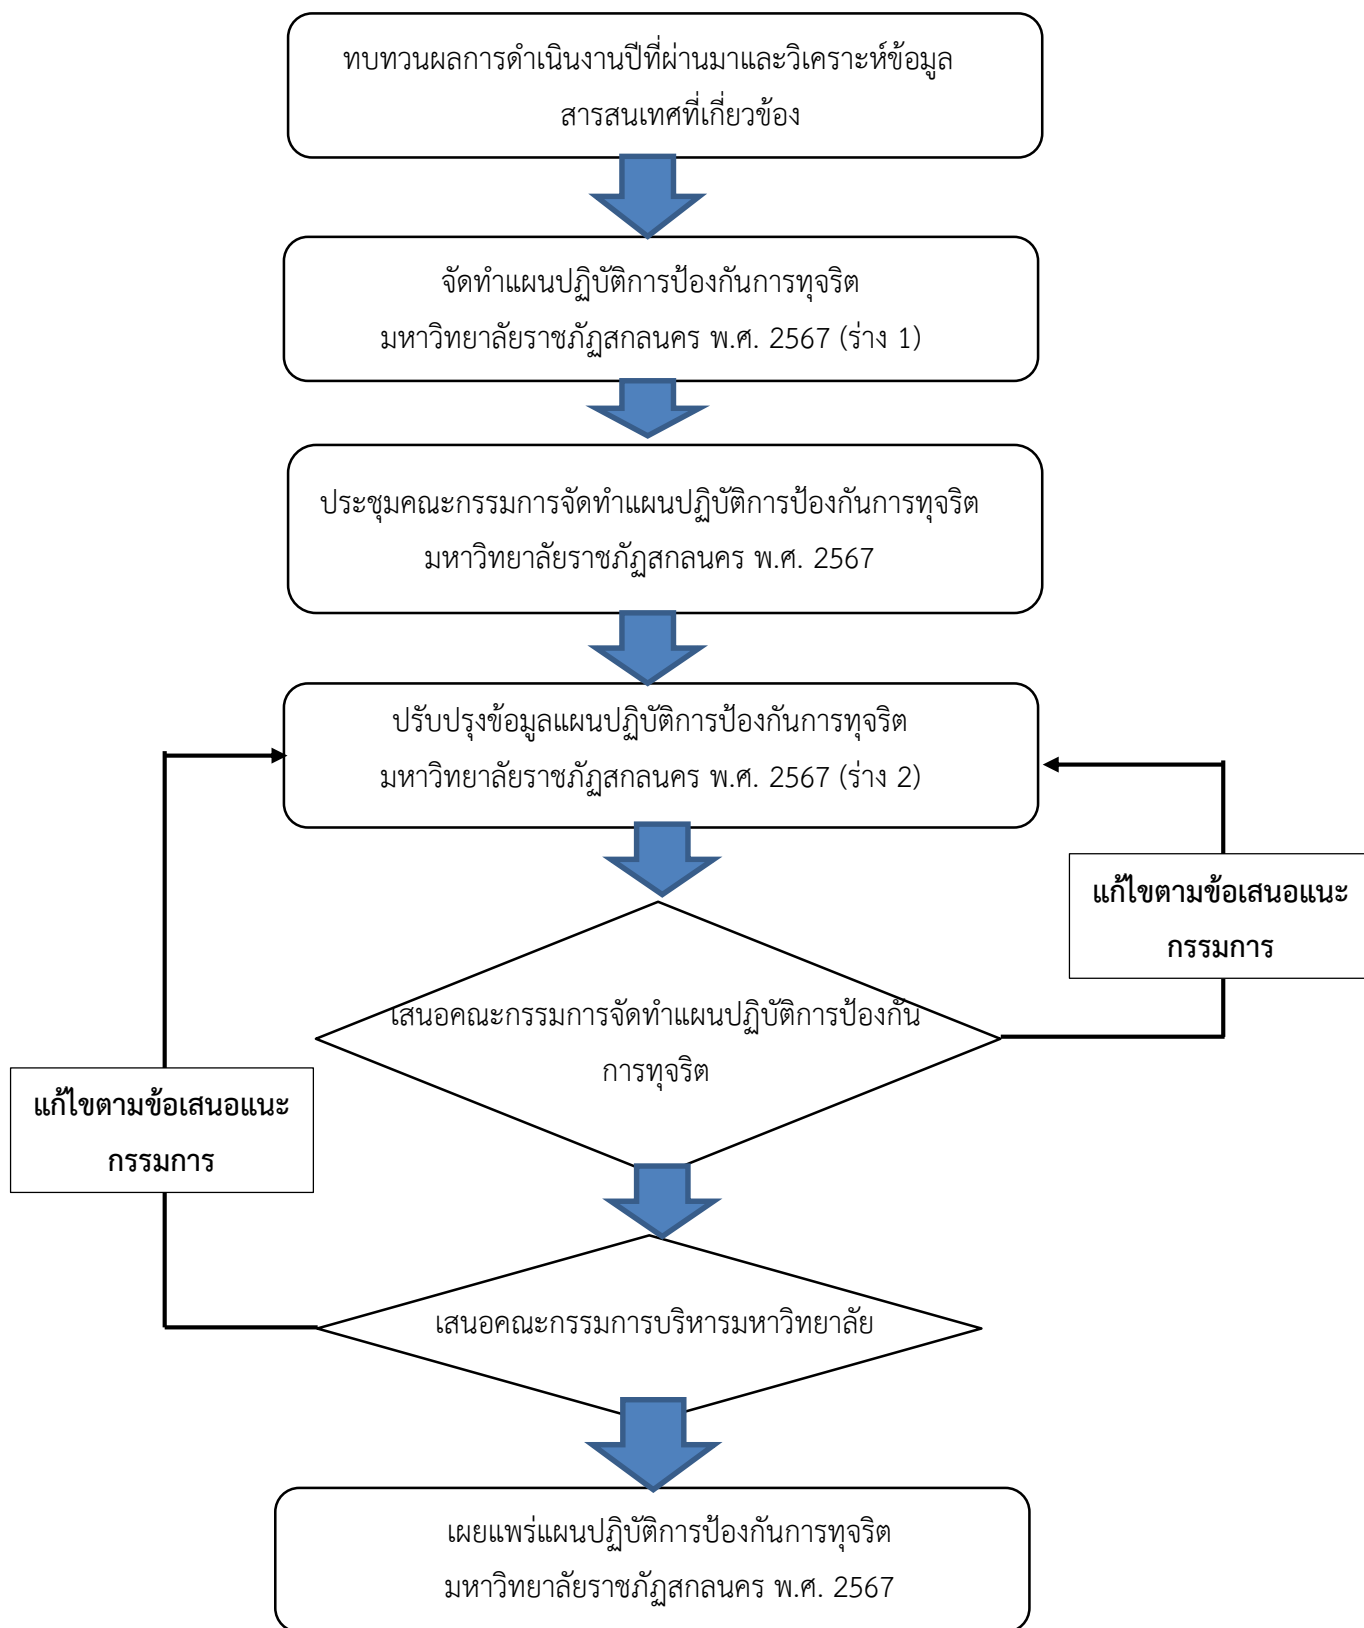 ทบทวนผลการดำเนินงานปีที่ผ่านมาและวิเคราะห์ข้อมูล
สารสนเทศที่เกี่ยวข้อง
จัดทำแผนปฏิบัติการป้องกันการทุจริต
มหาวิทยาลัยราชภัฏสกลนคร พ.ศ. 2567 (ร่าง 1)
ประชุมคณะกรรมการจัดทำแผนปฏิบัติการป้องกันการทุจริต
มหาวิทยาลัยราชภัฏสกลนคร พ.ศ. 2567
ปรับปรุงข้อมูลแผนปฏิบัติการป้องกันการทุจริต
มหาวิทยาลัยราชภัฏสกลนคร พ.ศ. 2567 (ร่าง 2)
แก้ไขตามข้อเสนอแนะ
กรรมการ
เสนอคณะกรรมการจัดทำแผนปฏิบัติการป้องกัน
การทุจริต
แก้ไขตามข้อเสนอแนะ
กรรมการ
เสนอคณะกรรมการบริหารมหาวิทยาลัย
เผยแพร่แผนปฏิบัติการป้องกันการทุจริต
มหาวิทยาลัยราชภัฏสกลนคร พ.ศ. 2567